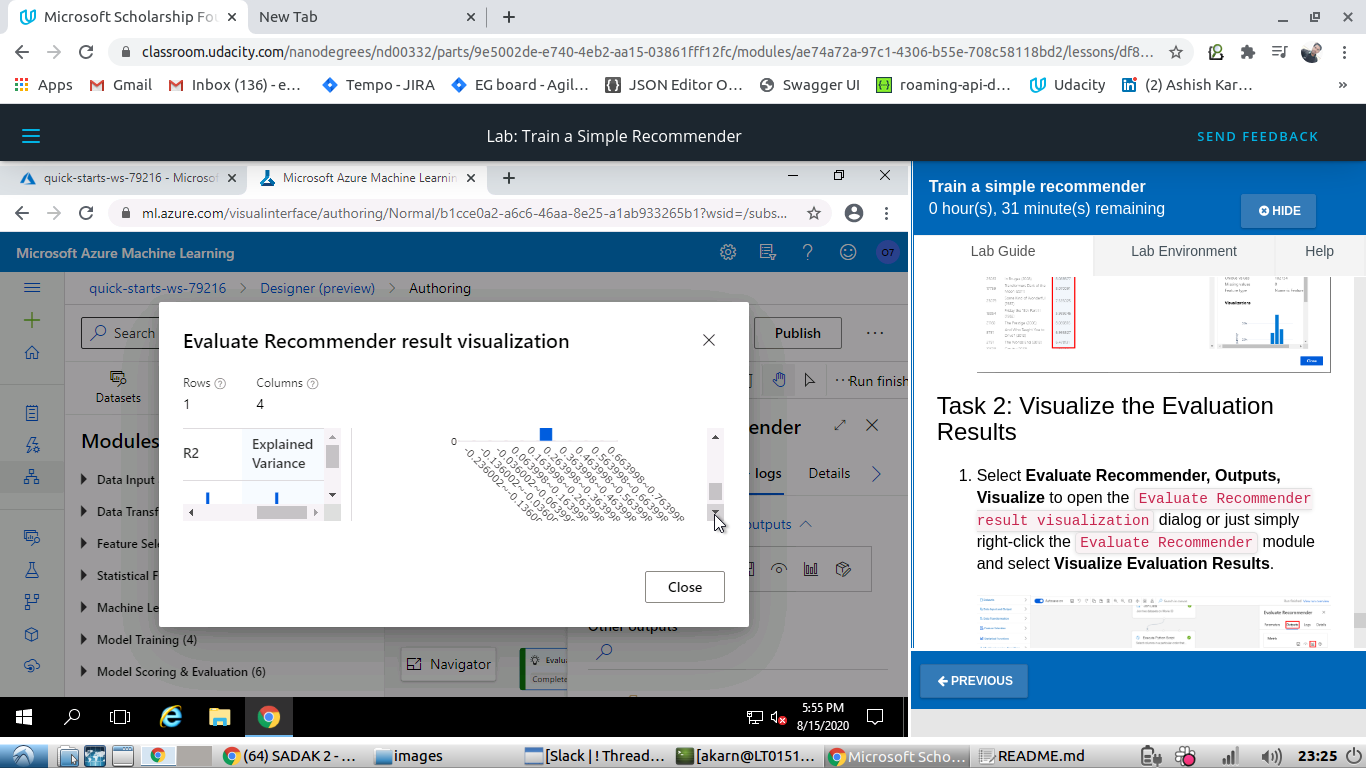 Microsoft Scholarship Fou
New Tab
classroom.udacity.com/nanodegrees/nd00332/parts/9e5002de-e740-4eb2-aa15-03861fff12fc/modules/ae74a72a-97c1-4306-b55e-708c58118bd2/lessons/df8...
Apps
Gmail
Inbox (136) - e...
Tempo - JIRA
EG board - Agil...
JSON Editor O...
Swagger UI
roaming-api-d...
Udacity
(2) Ashish Kar...
»
Lab: Train a Simple Recommender
SEND FEEDBACK
quick-starts-ws-79216 - Microsof
Microsoft Azure Machine Learnin
ml.azure.com/visualinterface/authoring/Normal/b1cce0a2-a6c6-46aa-8e25-a1ab933265b1?wsid=/subs...
Microsoft Azure Machine Learning
O7
quick-starts-ws-79216 > Designer (preview) > Authoring
Search
Publish
Datasets
Run finish
Evaluate Recommender result visualization
Rows
Columns
1
4
R2
Explained
Variance
0
-0.236002~-0.13600
-0.136002~-0.03600
-0.036002~0.063998
0.063998~0.163998
0.163998~0.263998
0.263998~0.363998
0.363998~0.463998
0.463998~0.563998
0.563998~0.663998
0.663998~0.763998
Close
ender
logs
Details
outputs
Other outputs
Modules
Data Input
Data Transf
Feature Sele
Statistical F
Machine Le
Model Training (4)
Model Scoring & Evaluation (6)
Navigator
Evalu
Complete
5:55 PM
8/15/2020
Train a simple recommender
0 hour(s), 31 minute(s) remaining
HIDE
Lab Guide
Lab Environment
Help
Close
Task 2: Visualize the Evaluation
Results
1. Select Evaluate Recommender, Outputs,
Visualize to open the Evaluate Recommender
result visualization dialog or just simply
right-click the Evaluate Recommender module
and select Visualize Evaluation Results.
Evaluate Recommender
PREVIOUS
(64) SADAK 2 - ...
images
[Slack | ! Thread...
[akarn@LT0151...
Microsoft Scho...
README.md
23:25